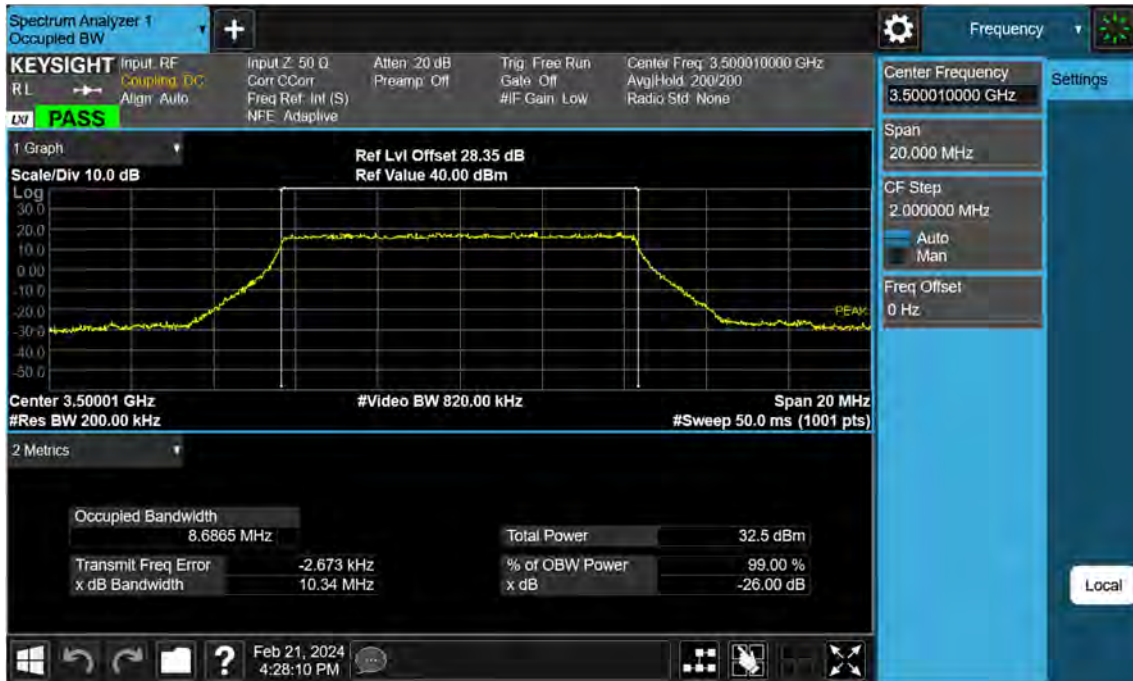 Spectrum Analyzer 1
Occupied BW
+
Frequency
KEYSIGHT
RL
LXI
PASS
Input: RF
Coupling: DC
Align: Auto
Input Z: 50 Ω
Corr CCorr
Freq Ref: Int (S)
NFE: Adaptive
Atten: 20 dB
Preamp: Off
Trig: Free Run
Gate: Off
#IF Gain: Low
Center Freq: 3.500010000 GHz
Avg|Hold: 200/200
Radio Std: None
Center Frequency
3.500010000 GHz
Settings
Span
20.000 MHz
CF Step
2.000000 MHz
Auto
Man
Freq Offset
0 Hz
1 Graph
Scale/Div 10.0 dB
Ref Lvl Offset 28.35 dB
Ref Value 40.00 dBm
Log
30.0
20.0
10.0
0.00
-10.0
-20.0
-30.0
-40.0
-50.0
PEAK
Center 3.50001 GHz
#Video BW 820.00 kHz
Span 20 MHz
#Res BW 200.00 kHz
#Sweep 50.0 ms (1001 pts)
2 Metrics
Occupied Bandwidth
8.6865 MHz
Total Power 32.5 dBm
Transmit Freq Error -2.673 kHz
% of OBW Power 99.00 %
x dB Bandwidth 10.34 MHz
x dB -26.00 dB
Local
?
Feb 21, 2024
4:28:10 PM